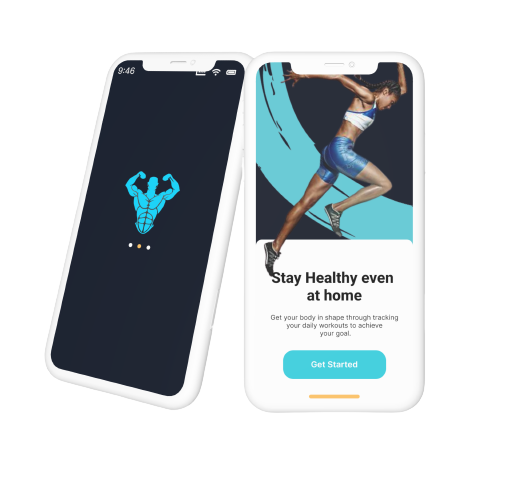 9:46
Stay Healthy even
at home
Get your body in shape through tracking
your daily workouts to achieve
your goal.
Get Started